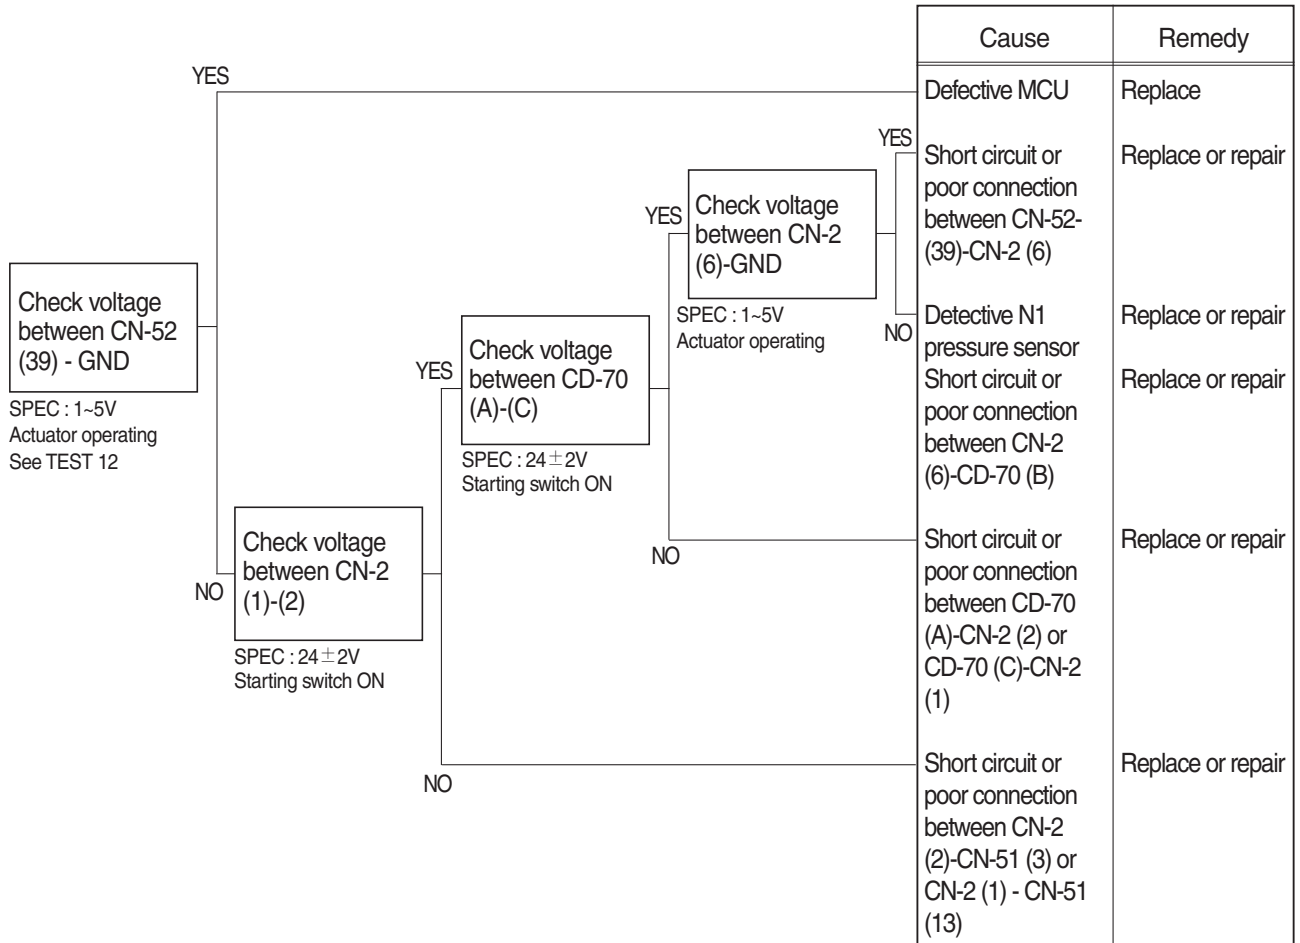 Cause
Remedy
YES
Defective MCU
Replace
YES
Short circuit or
poor connection
between CN-52-
(39)-CN-2 (6)
Replace or repair
YES
Check voltage
between CN-2
(6)-GND
SPEC : 1~5V
Actuator operating
NO
Detective N1
pressure sensor
Replace or repair
Short circuit or
poor connection
between CN-2
(6)-CD-70 (B)
Replace or repair
Check voltage
between CN-52
(39) - GND
SPEC : 1~5V
Actuator operating
See TEST 12
YES
Check voltage
between CD-70
(A)-(C)
SPEC : 24±2V
Starting switch ON
NO
Short circuit or
poor connection
between CD-70
(A)-CN-2 (2) or
CD-70 (C)-CN-2
(1)
Replace or repair
NO
Check voltage
between CN-2
(1)-(2)
SPEC : 24±2V
Starting switch ON
NO
Short circuit or
poor connection
between CN-2
(2)-CN-51 (3) or
CN-2 (1) - CN-51
(13)
Replace or repair